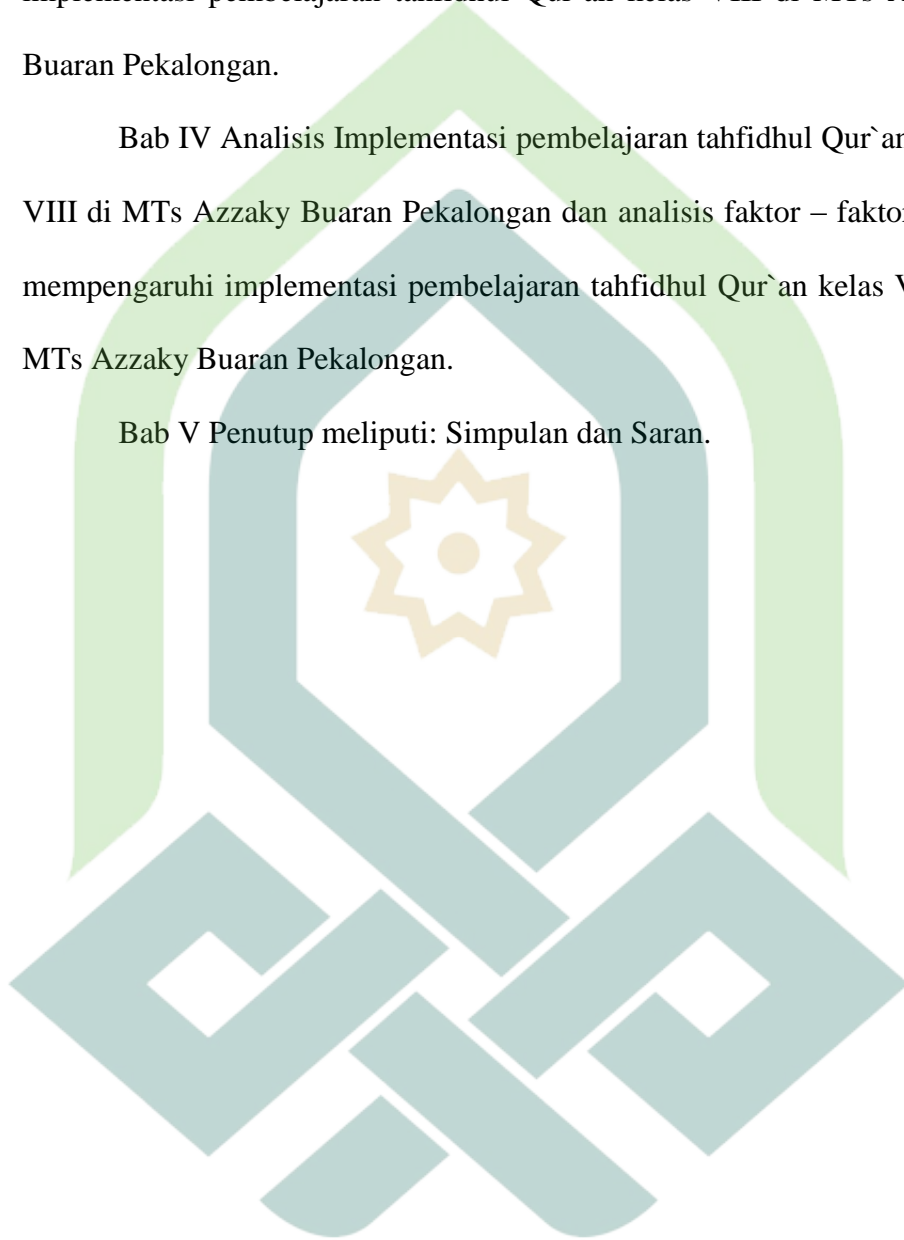 implementasi pembelajaran tahfidhul Qur`an kelas VIII di MTs
Buaran Pekalongan.
Bab IV Analisis Implementasi pembelajaran tahfidhul Qur`an
VIII di MTs Azzaky Buaran Pekalongan dan analisis faktor – faktor
mempengaruhi implementasi pembelajaran tahfidhul Qur`an kelas
MTs Azzaky Buaran Pekalongan.
Bab V Penutup meliputi: Simpulan dan Saran.